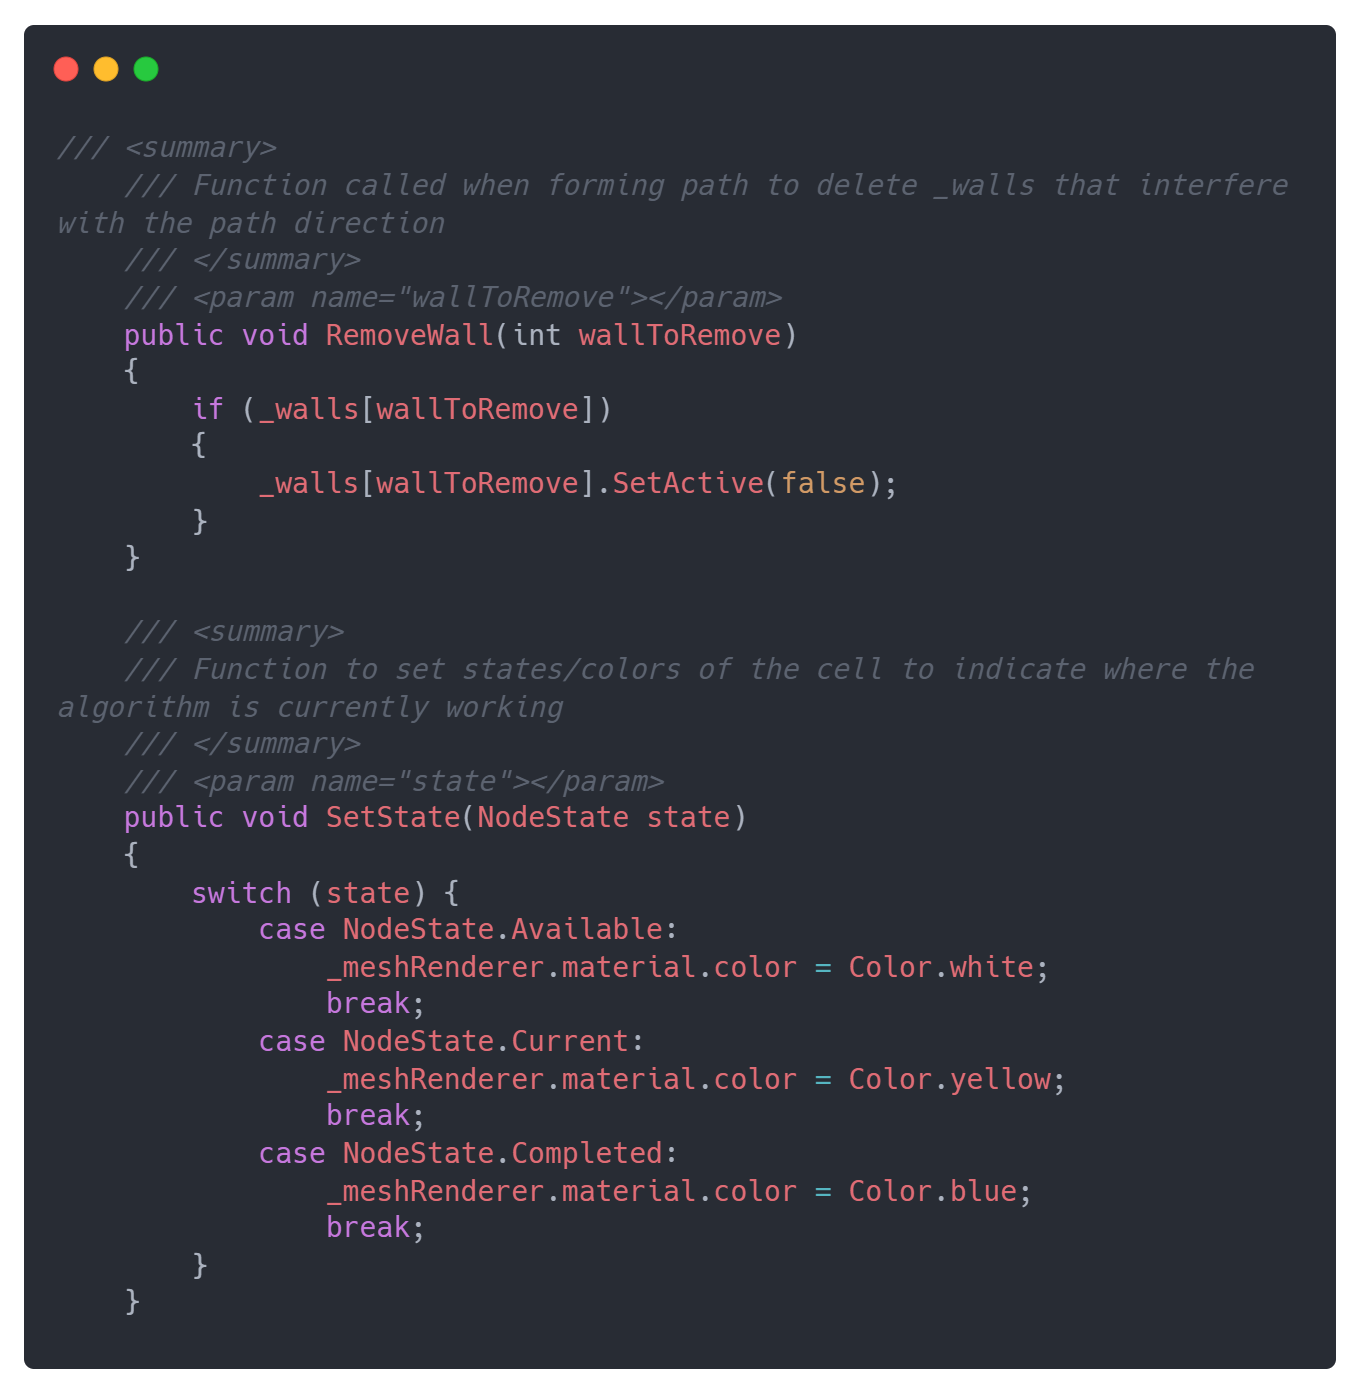 /// <summary>
    /// Function called when forming path to delete _walls that interfere
with the path direction
    /// </summary>
    /// <param name="wallToRemove"></param>
    public void RemoveWall(int wallToRemove)
    {
        if (_walls[wallToRemove])
        {
            _walls[wallToRemove].SetActive(false);
        }
    }

    /// <summary>
    /// Function to set states/colors of the cell to indicate where the
algorithm is currently working
    /// </summary>
    /// <param name="state"></param>
    public void SetState(NodeState state)
    {
        switch (state) {
            case NodeState.Available:
                _meshRenderer.material.color = Color.white;
                break;
            case NodeState.Current:
                _meshRenderer.material.color = Color.yellow;
                break;
            case NodeState.Completed:
                _meshRenderer.material.color = Color.blue;
                break;
        }
    }